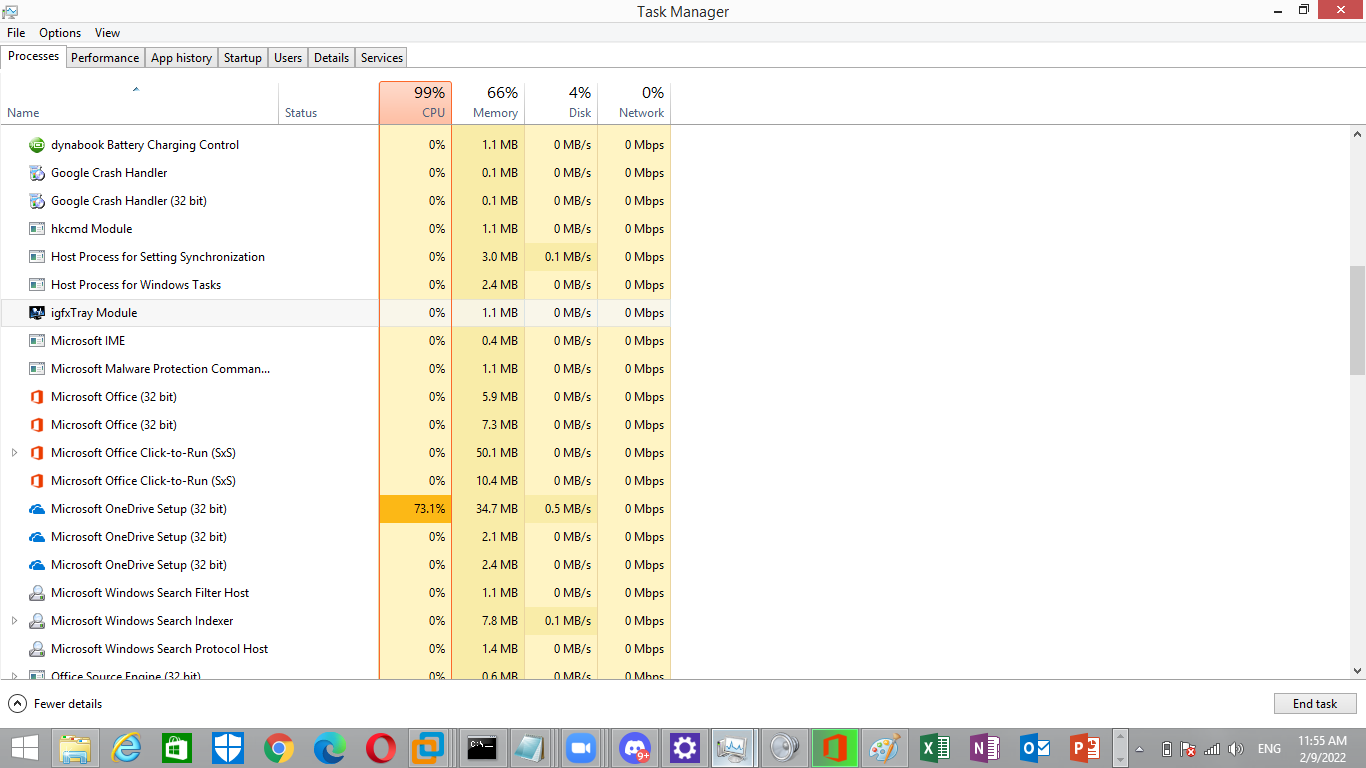 Task Manager
File Options View
Processes Performance App history Startup Users Details Services
99% 66% 4% 0%
Name Status CPU Memory Disk Network
dynabook Battery Charging Control 0% 1.1 MB 0 MB/s 0 Mbps
Google Crash Handler 0% 0.1 MB 0 MB/s 0 Mbps
Google Crash Handler (32 bit) 0% 0.1 MB 0 MB/s 0 Mbps
hkcmd Module 0% 1.1 MB 0 MB/s 0 Mbps
Host Process for Setting Synchronization 0% 3.0 MB 0.1 MB/s 0 Mbps
Host Process for Windows Tasks 0% 2.4 MB 0 MB/s 0 Mbps
igfxTray Module 0% 1.1 MB 0 MB/s 0 Mbps
Microsoft IME 0% 0.4 MB 0 MB/s 0 Mbps
Microsoft Malware Protection Comman... 0% 1.1 MB 0 MB/s 0 Mbps
Microsoft Office (32 bit) 0% 5.9 MB 0 MB/s 0 Mbps
Microsoft Office (32 bit) 0% 7.3 MB 0 MB/s 0 Mbps
Microsoft Office Click-to-Run (SxS) 0% 50.1 MB 0 MB/s 0 Mbps
Microsoft Office Click-to-Run (SxS) 0% 10.4 MB 0 MB/s 0 Mbps
Microsoft OneDrive Setup (32 bit) 73.1% 34.7 MB 0.5 MB/s 0 Mbps
Microsoft OneDrive Setup (32 bit) 0% 2.1 MB 0 MB/s 0 Mbps
Microsoft OneDrive Setup (32 bit) 0% 2.4 MB 0 MB/s 0 Mbps
Microsoft Windows Search Filter Host 0% 1.1 MB 0 MB/s 0 Mbps
Microsoft Windows Search Indexer 0% 7.8 MB 0.1 MB/s 0 Mbps
Microsoft Windows Search Protocol Host 0% 1.4 MB 0 MB/s 0 Mbps
Office Source Engine (32 bit) 0% 0.6 MB 0 MB/s 0 Mbps
Fewer details End task
9+ ENG 11:55 AM
2/9/2022